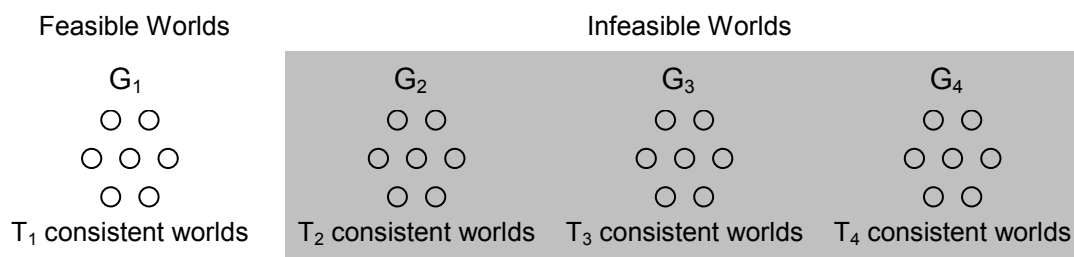 Feasible Worlds Infeasible Worlds
G₁ G₂ G₃ G₄
T₁ consistent worlds T₂ consistent worlds T₃ consistent worlds T₄ consistent worlds